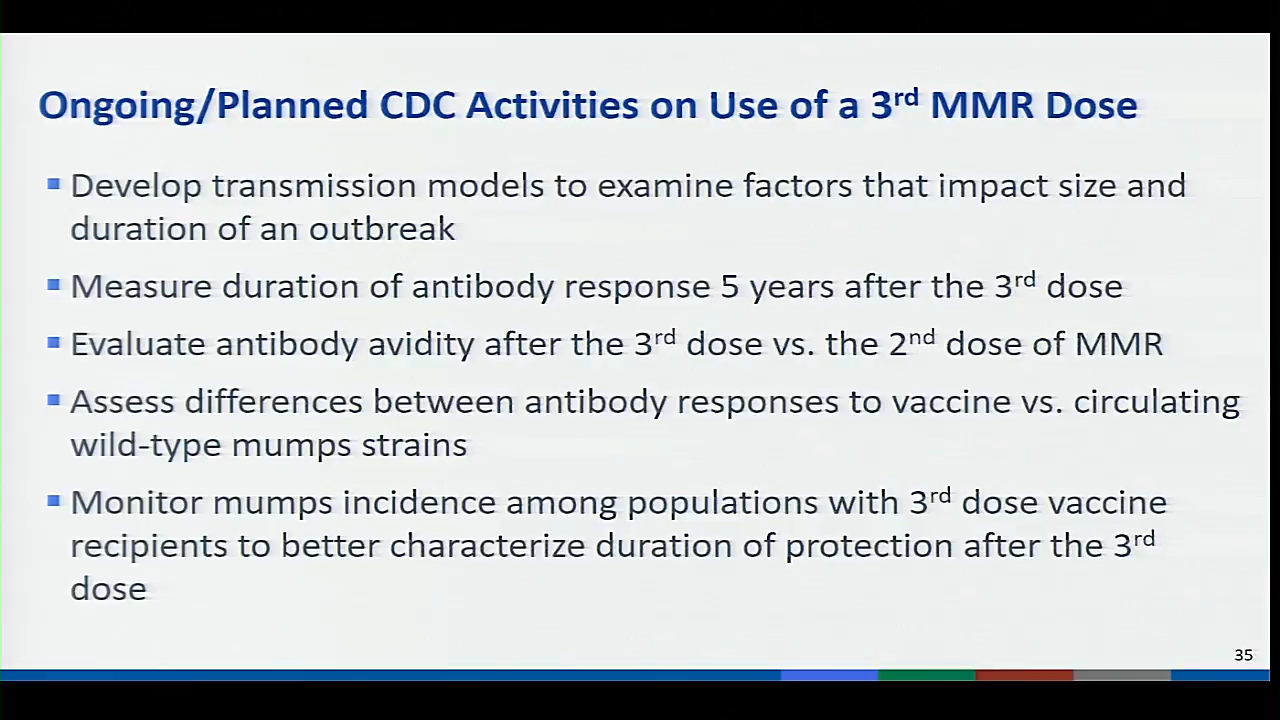 Ongoing/Planned CDC Activities on Use of a 3rd MMR Dose
▪ Develop transmission models to examine factors that impact size and
duration of an outbreak
▪ Measure duration of antibody response 5 years after the 3rd dose
▪ Evaluate antibody avidity after the 3rd dose vs. the 2nd dose of MMR
▪ Assess differences between antibody responses to vaccine vs. circulating
wild-type mumps strains
▪ Monitor mumps incidence among populations with 3rd dose vaccine
recipients to better characterize duration of protection after the 3rd
dose
35